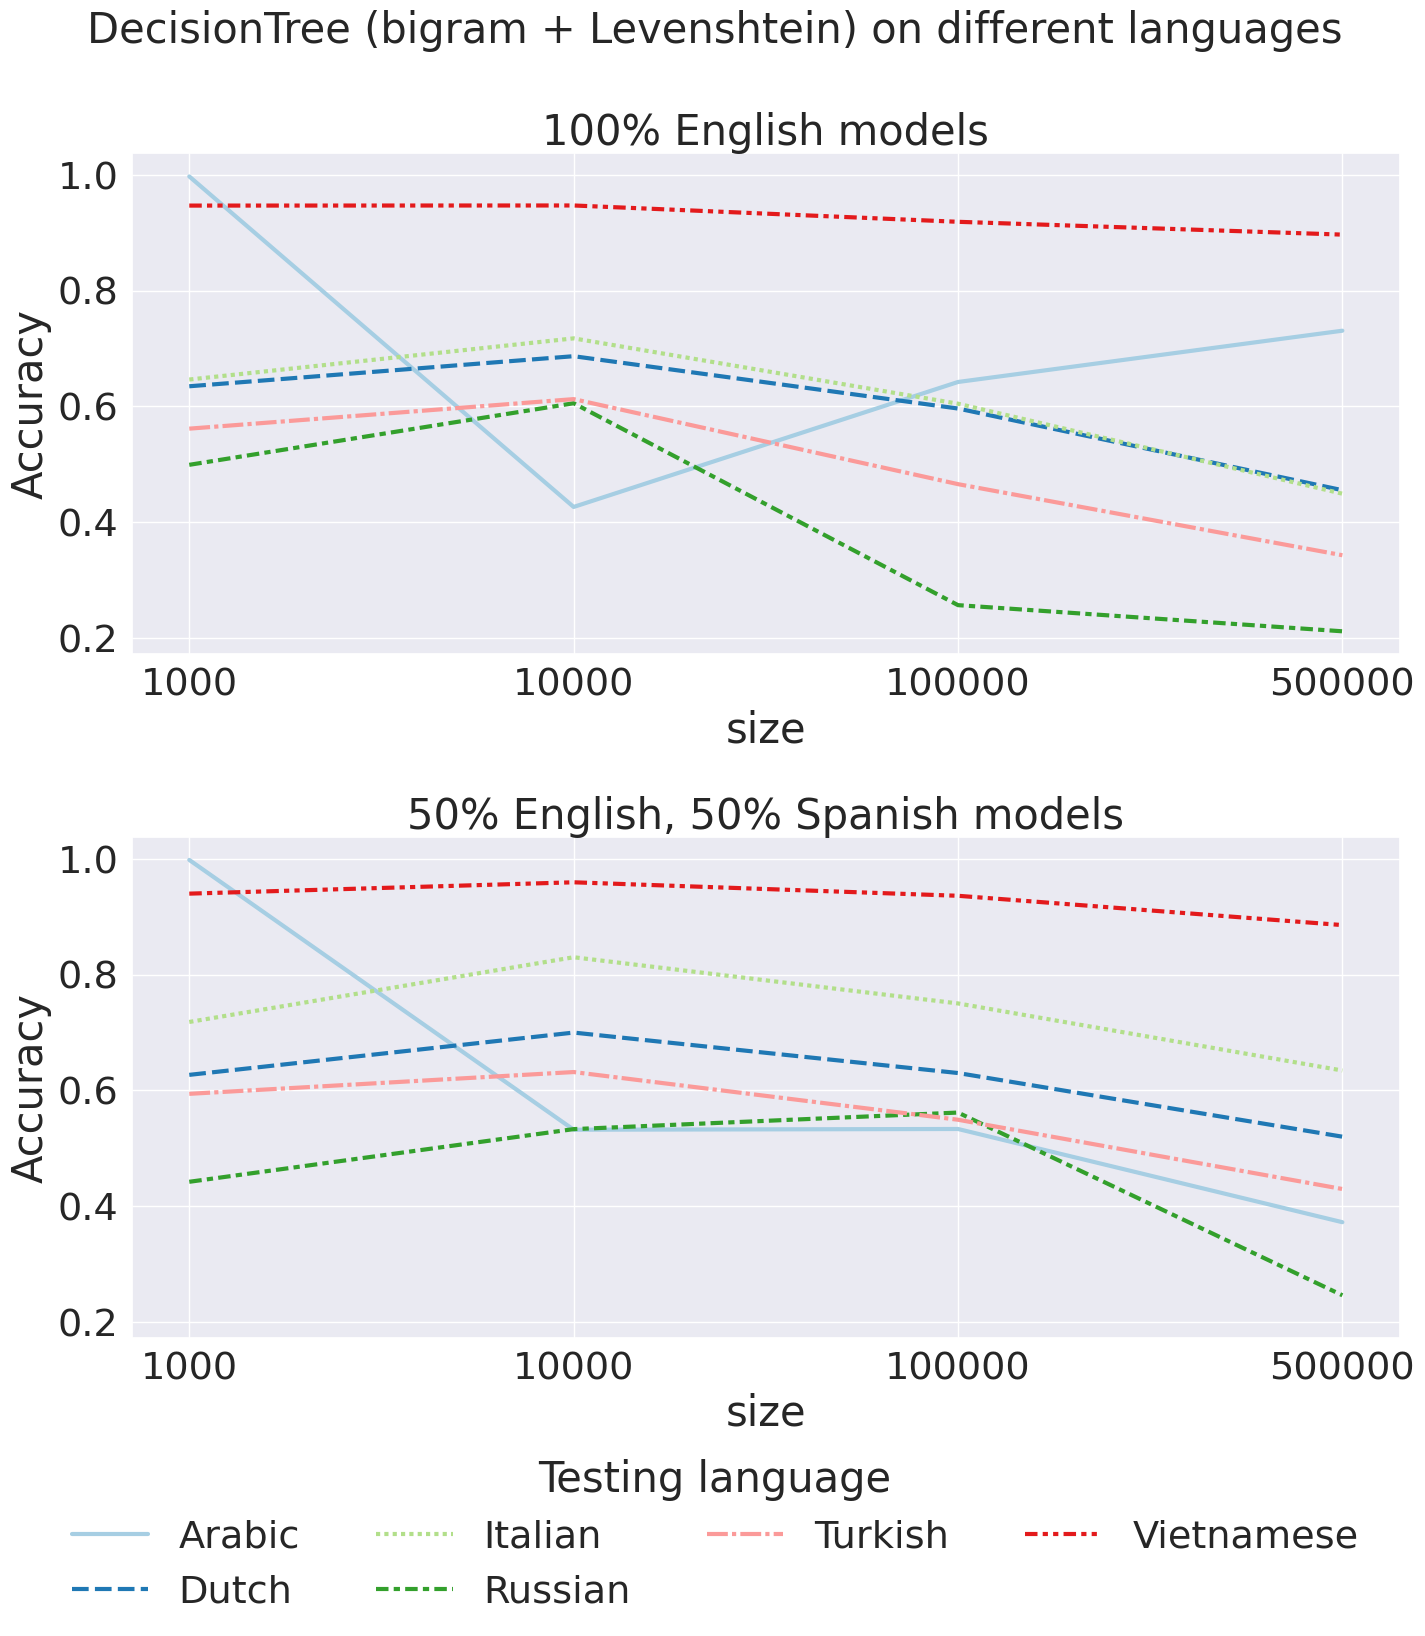 DecisionTree (bigram + Levenshtein) on different languages
100% English models
Accuracy
1.0
0.8
0.6
0.4
0.2
1000 10000 100000 500000
size
50% English, 50% Spanish models
Accuracy
1.0
0.8
0.6
0.4
0.2
1000 10000 100000 500000
size
Testing language
Arabic Italian Turkish Vietnamese
Dutch Russian